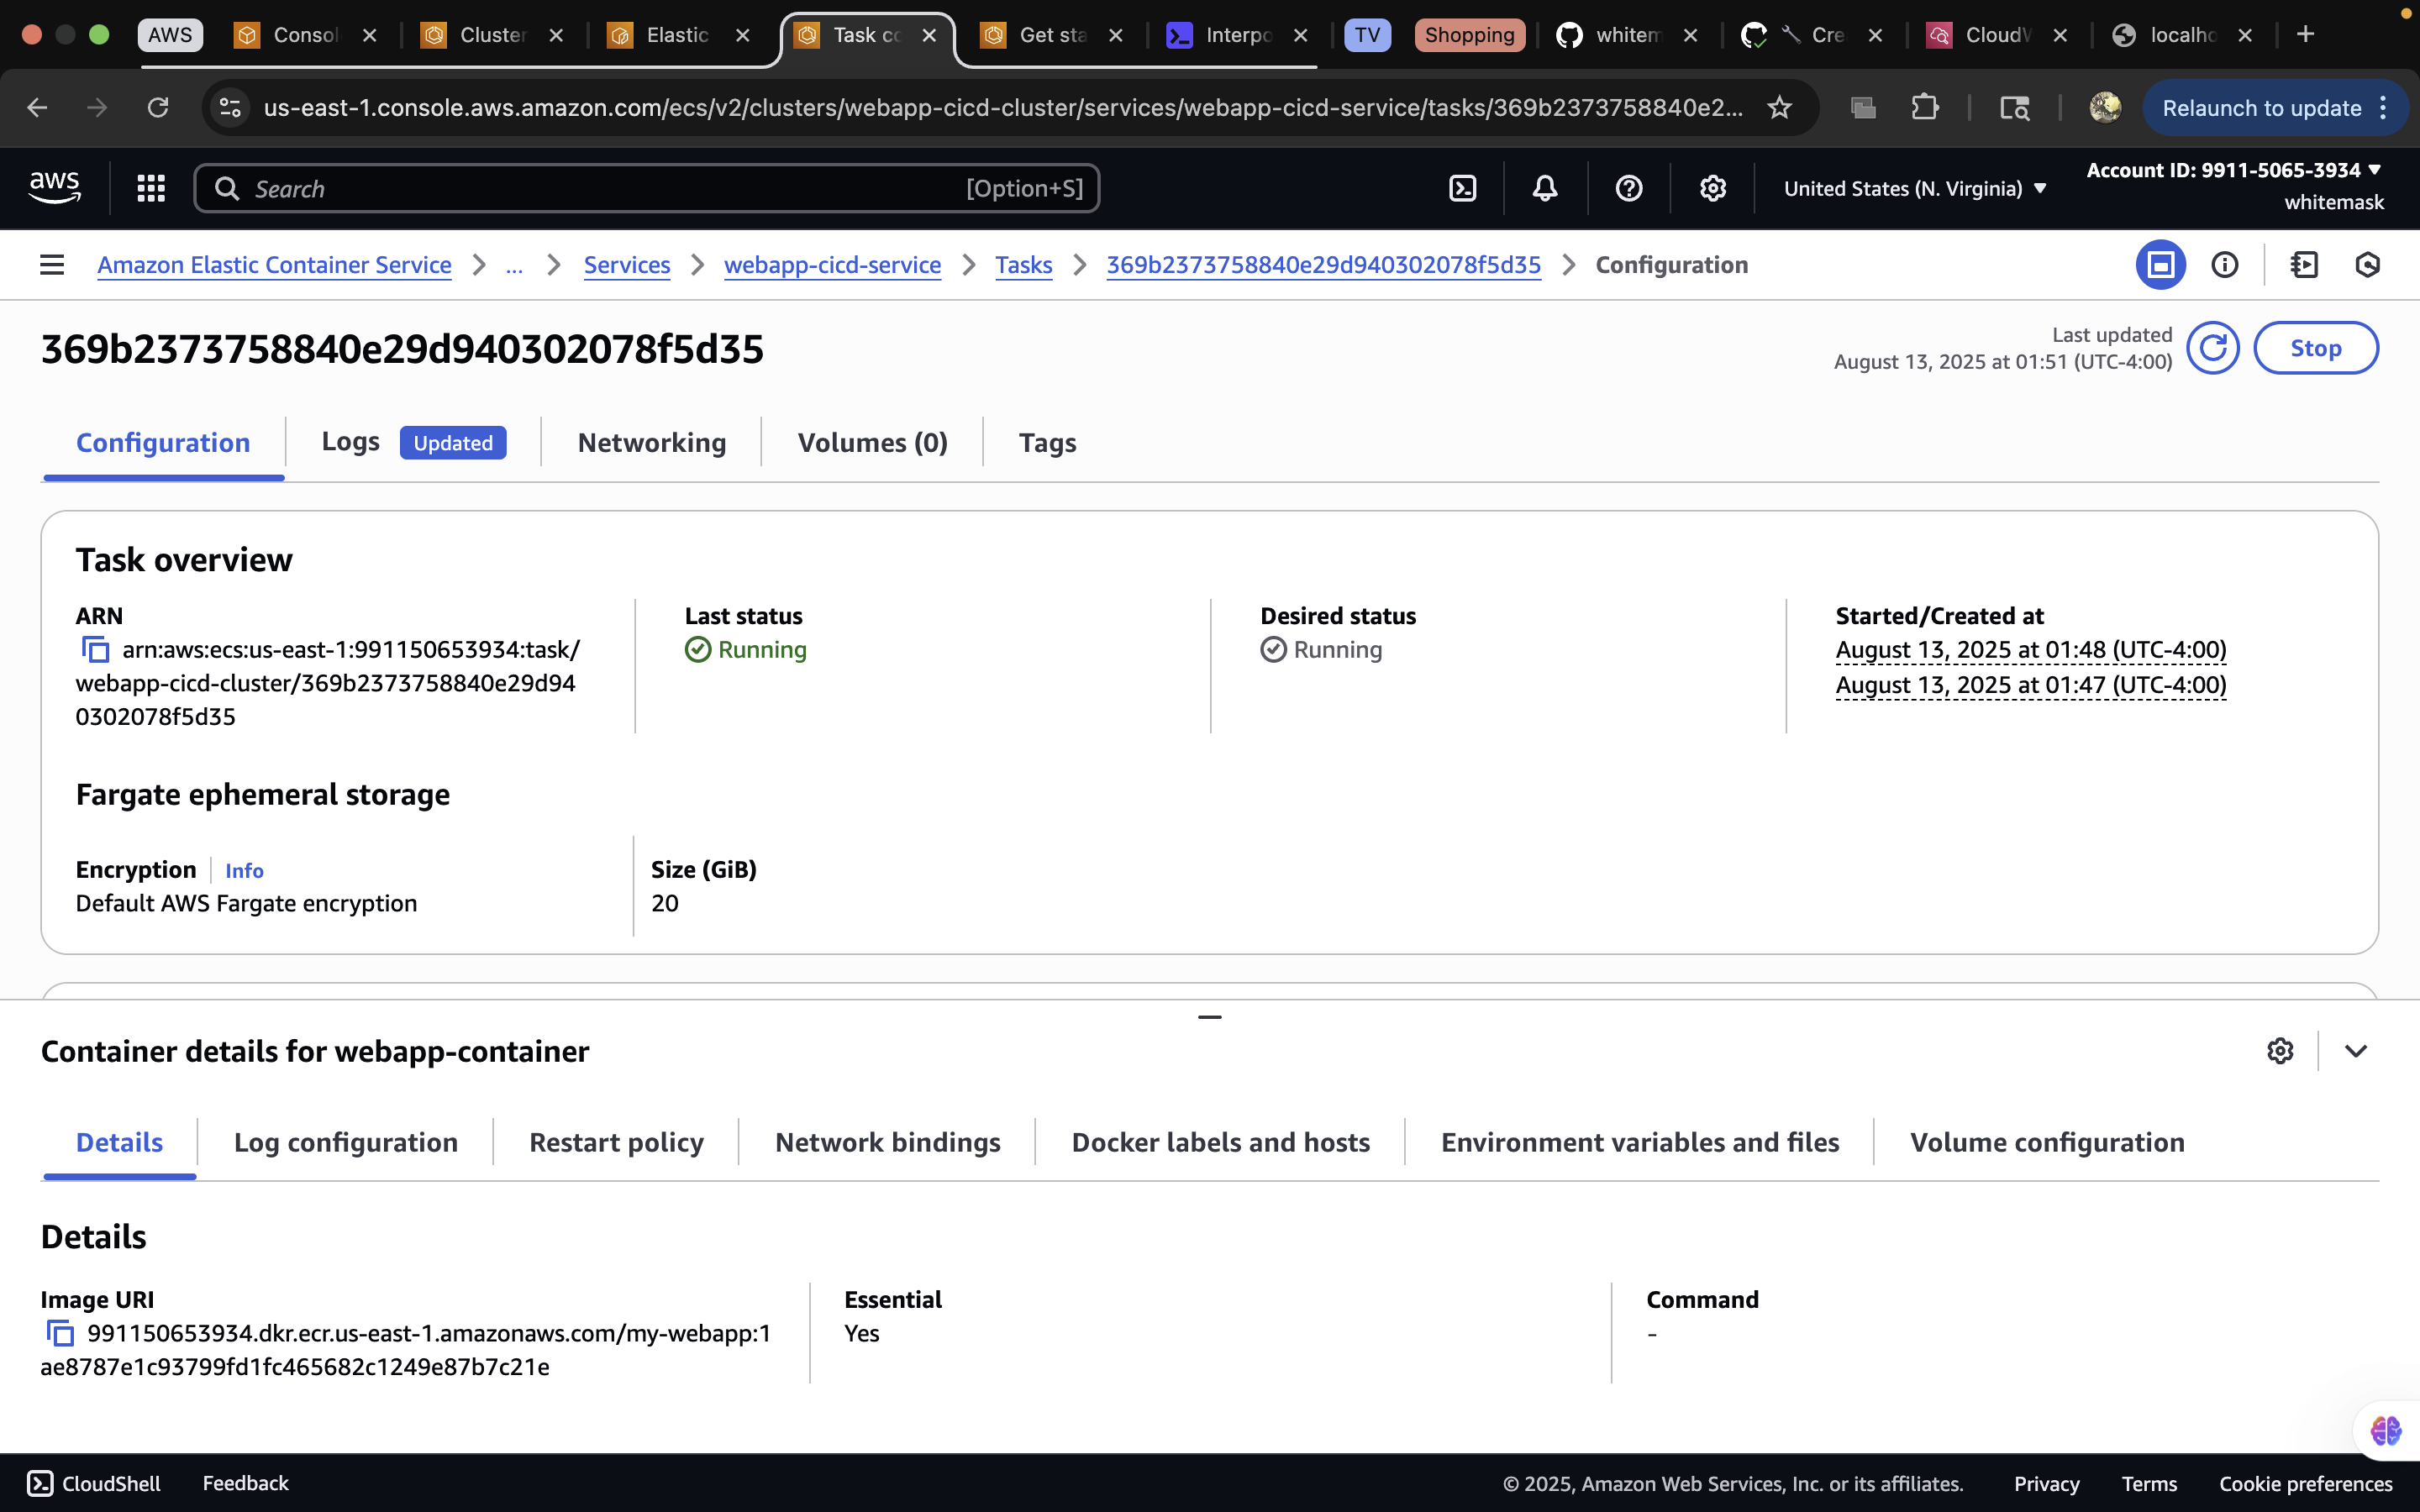 AWS Consol Cluster Elastic Task co Get sta Interpo TV Shopping whitem Cre CloudW localho
us-east-1.console.aws.amazon.com/ecs/v2/clusters/webapp-cicd-cluster/services/webapp-cicd-service/tasks/369b2373758840e2... Relaunch to update
aws Search [Option+S] United States (N. Virginia) Account ID: 9911-5065-3934
whitemask
Amazon Elastic Container Service ... Services webapp-cicd-service Tasks 369b2373758840e29d940302078f5d35 Configuration
369b2373758840e29d940302078f5d35
Last updated
August 13, 2025 at 01:51 (UTC-4:00)
Stop
Configuration Logs Updated Networking Volumes (0) Tags
Task overview
ARN
arn:aws:ecs:us-east-1:991150653934:task/
webapp-cicd-cluster/369b2373758840e29d94
0302078f5d35
Last status
Running
Desired status
Running
Started/Created at
August 13, 2025 at 01:48 (UTC-4:00)
August 13, 2025 at 01:47 (UTC-4:00)
Fargate ephemeral storage
Encryption Info
Default AWS Fargate encryption
Size (GiB)
20
Container details for webapp-container
Details Log configuration Restart policy Network bindings Docker labels and hosts Environment variables and files Volume configuration
Details
Image URI
991150653934.dkr.ecr.us-east-1.amazonaws.com/my-webapp:1
ae8787e1c93799fd1fc465682c1249e87b7c21e
Essential
Yes
Command
-
CloudShell Feedback © 2025, Amazon Web Services, Inc. or its affiliates. Privacy Terms Cookie preferences